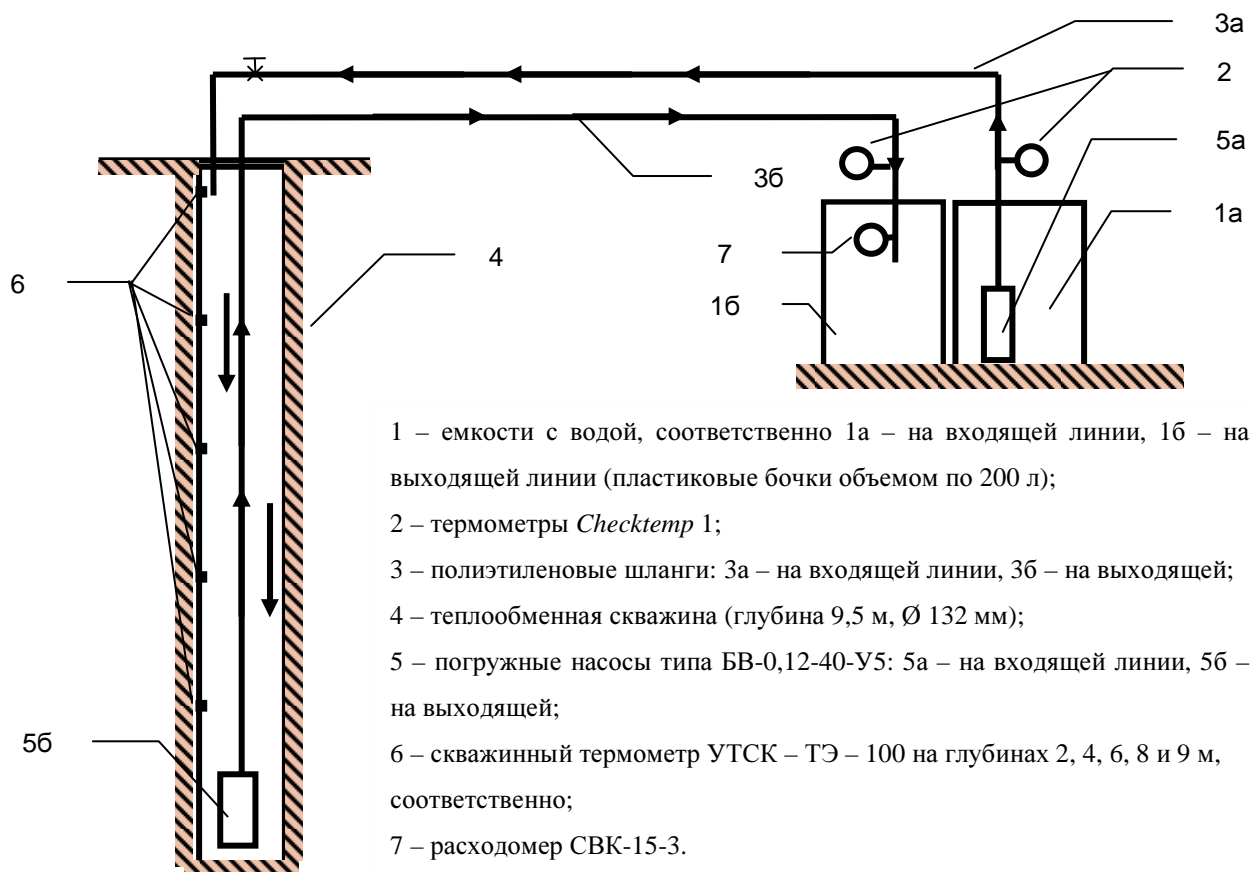 3а
2
5а
3б
1а
7
4
6
1б
1 – емкости с водой, соответственно 1а – на входящей линии, 1б – на
выходящей линии (пластиковые бочки объемом по 200 л);
2 – термометры Checktemp 1;
3 – полиэтиленовые шланги: 3а – на входящей линии, 3б – на выходящей;
4 – теплообменная скважина (глубина 9,5 м, Ø 132 мм);
5 – погружные насосы типа БВ-0,12-40-У5: 5а – на входящей линии, 5б –
на выходящей;
5б
6 – скважинный термометр УТСК – ТЭ – 100 на глубинах 2, 4, 6, 8 и 9 м,
соответственно;
7 – расходомер СВК-15-3.